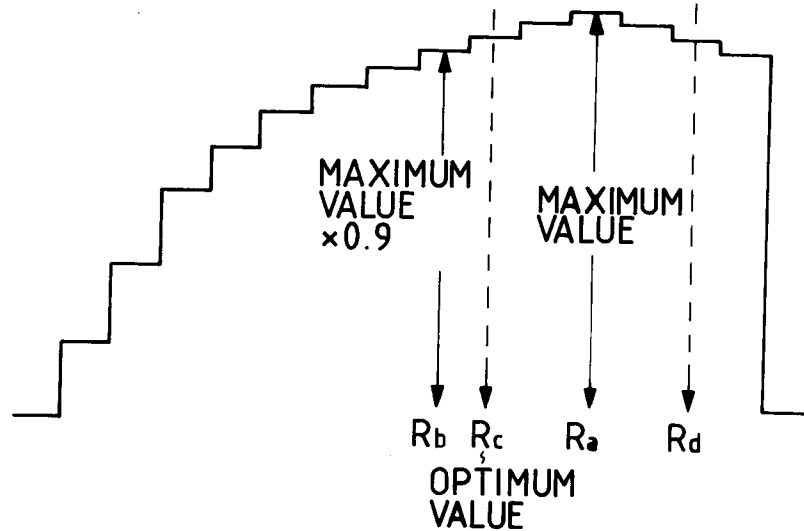 MAXIMUM
VALUE
×0.9
MAXIMUM
VALUE
Rb Rc Ra Rd
OPTIMUM
VALUE